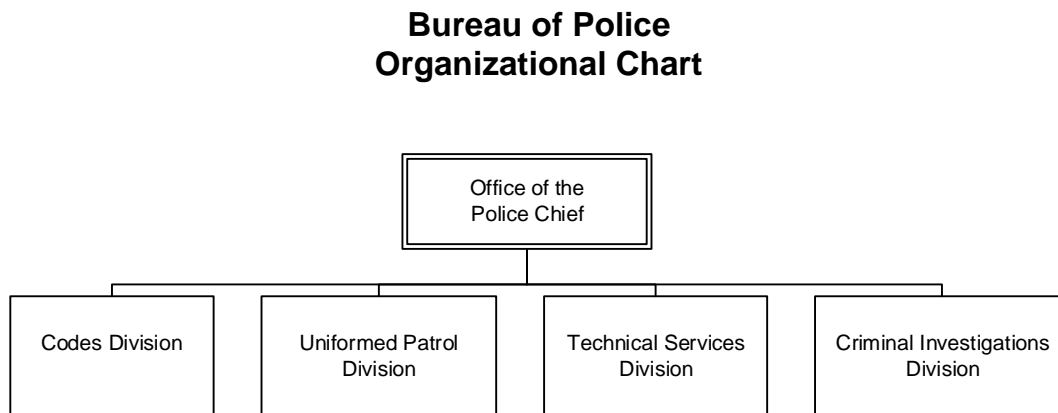 Bureau of Police
Organizational Chart
Office of the
Police Chief
Codes Division
Uniformed Patrol
Division
Technical Services
Division
Criminal Investigations
Division